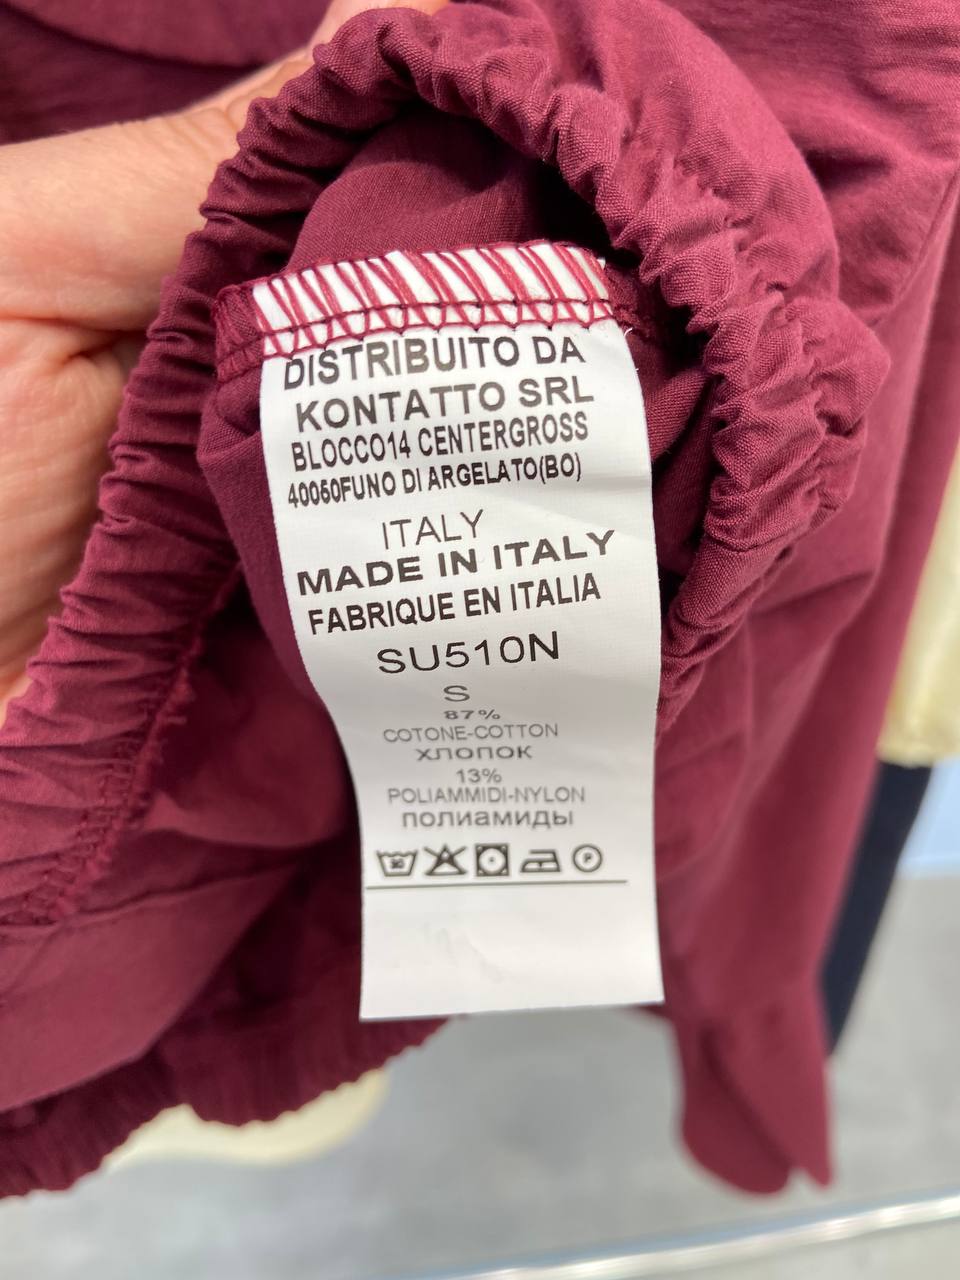 DISTRIBUITO DA
KONTATTO SRL
BLOCCO14 CENTERGROSS
40050FUNO DI ARGELATO(BO)
ITALY
MADE IN ITALY
FABRIQUE EN ITALIA
SU510N
S
87%
COTONE-COTTON
ХЛОПОК
13%
POLIAMMIDI-NYLON
ПОЛИАМИДЫ
30
P